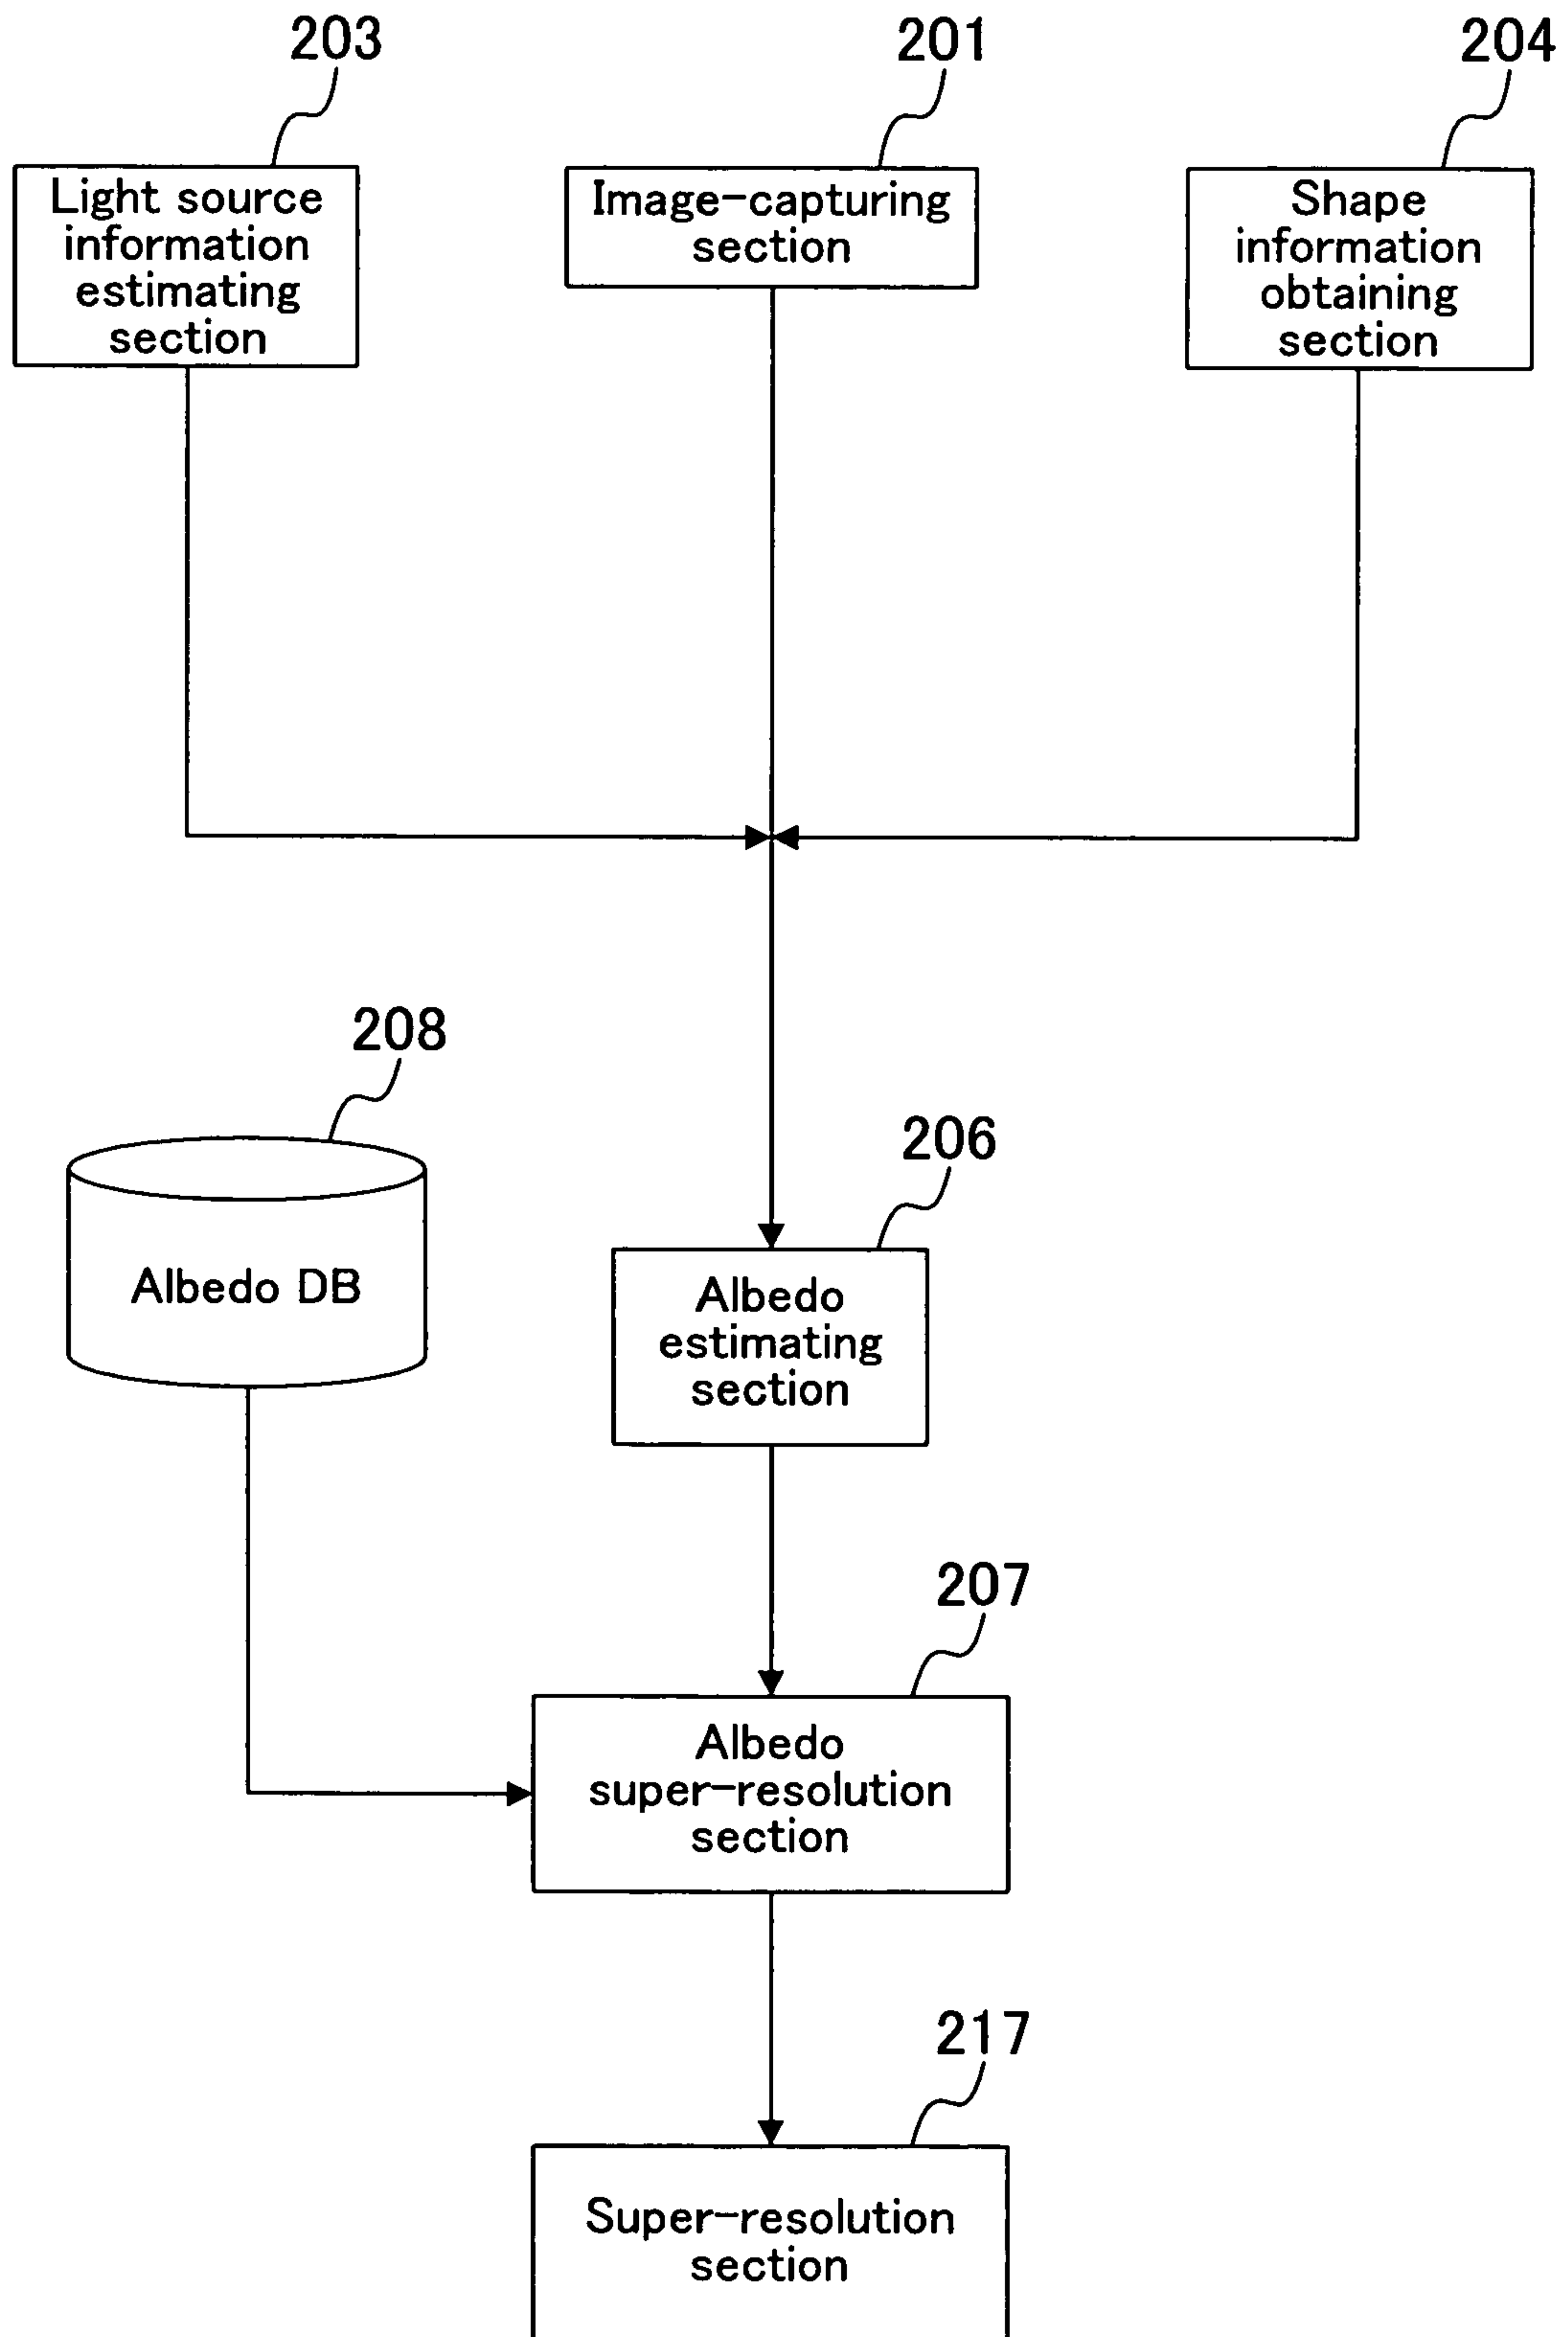 203
201
204
Light source
information
estimating
section
Image-capturing
section
Shape
information
obtaining
section
208
206
Albedo DB
Albedo
estimating
section
207
Albedo
super-resolution
section
217
Super-resolution
section